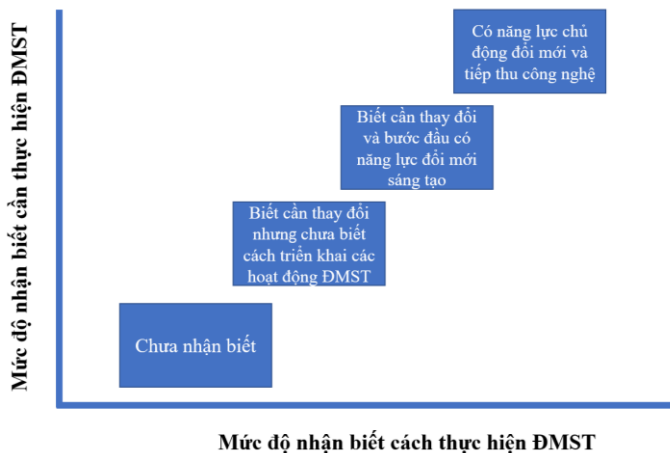 Mức độ nhận biết cần thực hiện ĐMST
Có năng lực chủ
động đổi mới và
tiếp thu công nghệ
Biết cần thay đổi
và bước đầu có
năng lực đổi mới
sáng tạo
Biết cần thay đổi
nhưng chưa biết
cách triển khai các
hoạt động ĐMST
Chưa nhận biết
Mức độ nhận biết cách thực hiện ĐMST